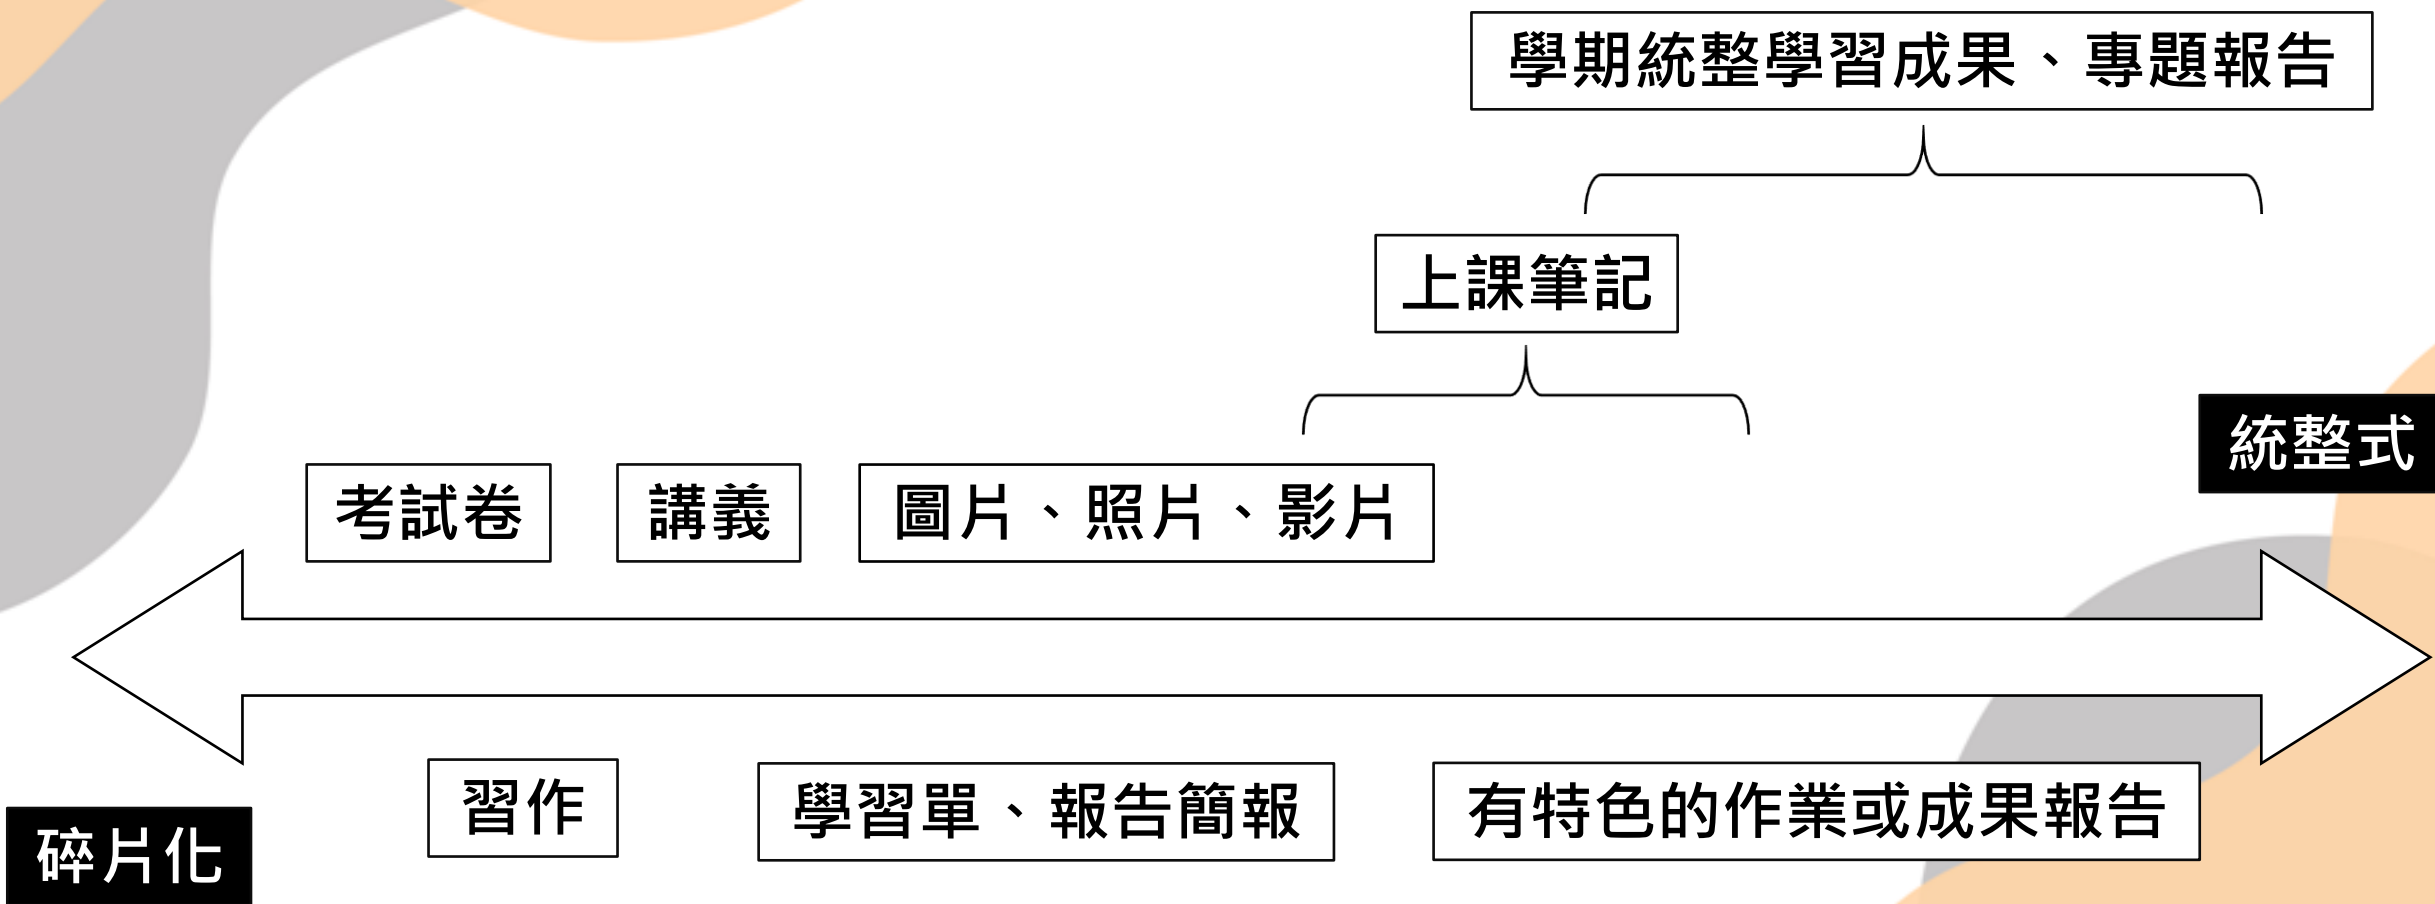 學期統整學習成果、專題報告
上課筆記
統整式
考試卷
講義
圖片、照片、影片
習作
學習單、報告簡報
有特色的作業或成果報告
碎片化